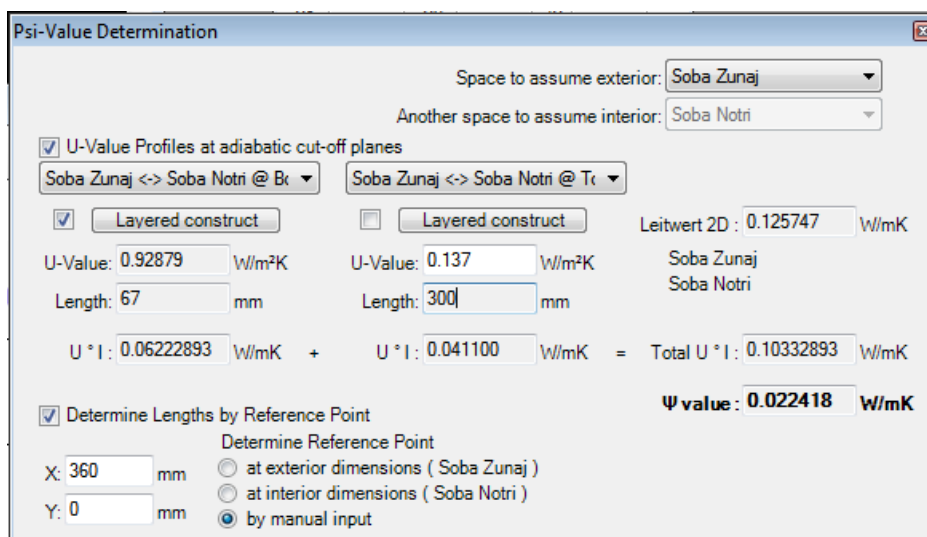 Psi-Value Determination
Space to assume exterior: Soba Zunaj
Another space to assume interior: Soba Notri
U-Value Profiles at adiabatic cut-off planes
Soba Zunaj <-> Soba Notri @ Bo Soba Zunaj <-> Soba Notri @ To
Layered construct Layered construct Leitwert 2D : 0.125747 W/mK
U-Value: 0.92879 W/m²K U-Value: 0.137 W/m²K Soba Zunaj
Soba Notri
Length: 67 mm Length: 300 mm
U * l : 0.06222893 W/mK + U * l : 0.041100 W/mK = Total U * l : 0.10332893 W/mK
Ψ value : 0.022418 W/mK
Determine Lengths by Reference Point
Determine Reference Point
X: 360 mm at exterior dimensions ( Soba Zunaj )
at interior dimensions ( Soba Notri )
Y: 0 mm by manual input